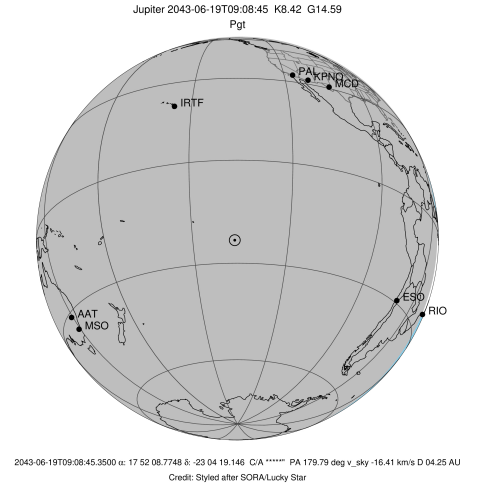 Jupiter 2043-06-19T09:08:45 K8.42 G14.59
Pgt
PAL
KPNO
MCD
IRTF
ESO
RIO
AAT
MSO
2043-06-19T09:08:45.3500 α: 17 52 08.7748 δ: -23 04 19.146 C/A *****" PA 179.79 deg v_sky -16.41 km/s D 04.25 AU
Credit: Styled after SORA/Lucky Star